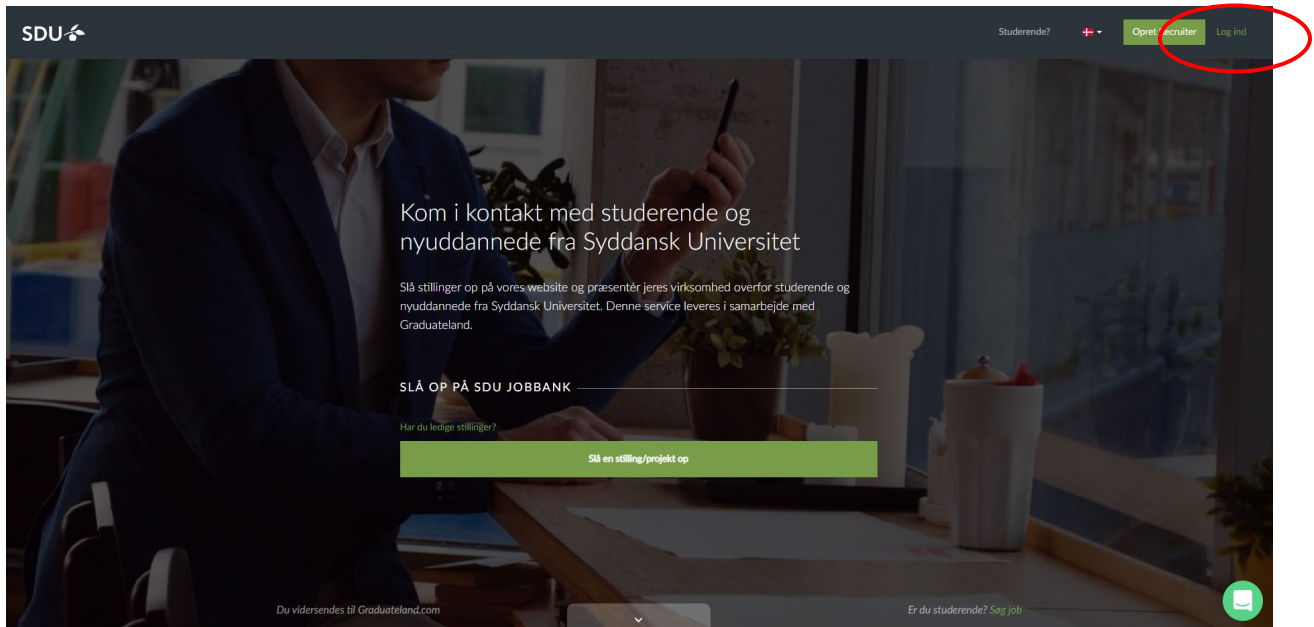 SDU
Studerende?
Opret Recruiter
Log ind
Kom i kontakt med studerende og
nyuddannede fra Syddansk Universitet
Slå stillinger op på vores website og præsentér jeres virksomhed overfor studerende og
nyuddannede fra Syddansk Universitet. Denne service leveres i samarbejde med
Graduateland.
SLÅ OP PÅ SDU JOBBANK
Har du ledige stillinger?
Slå en stilling/projekt op
Du vidersendes til Graduateland.com
Er du studerende? Søg job